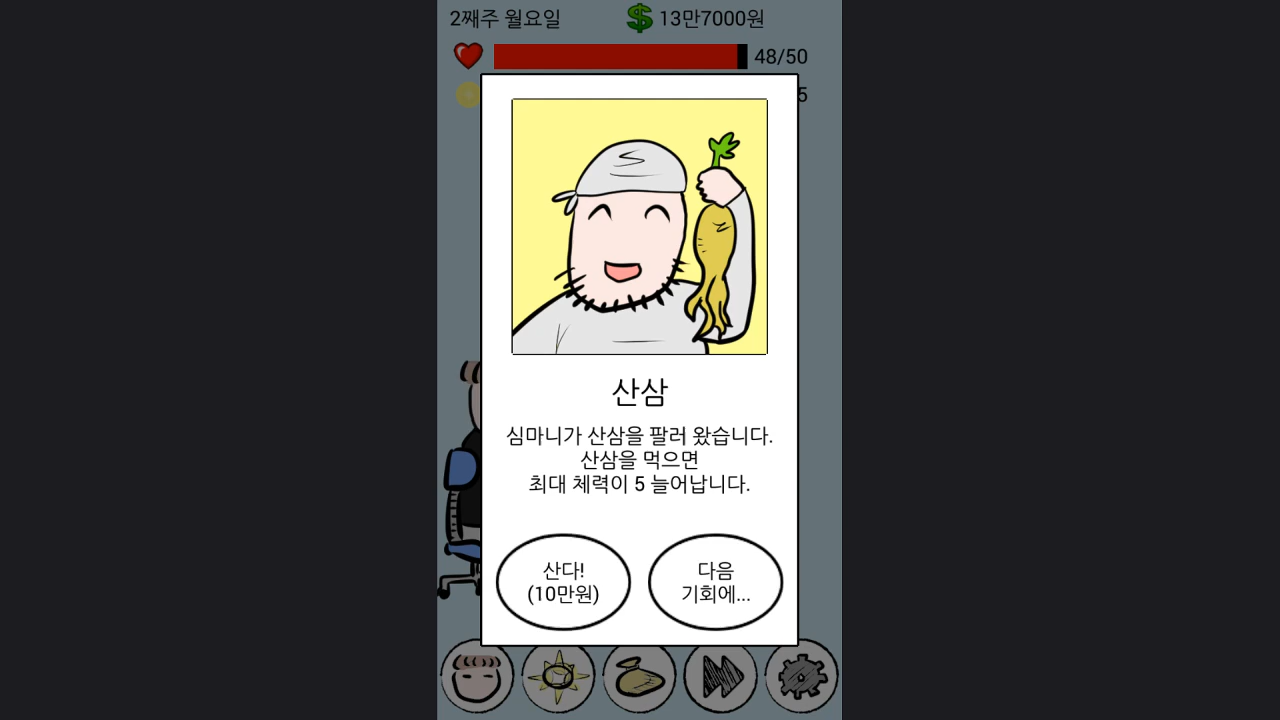 2째주 월요일
13만7000원
48/50
5
산삼
심마니가 산삼을 팔러 왔습니다.
산삼을 먹으면
최대 체력이 5 늘어납니다.
산다!
(10만원)
다음
기회에...